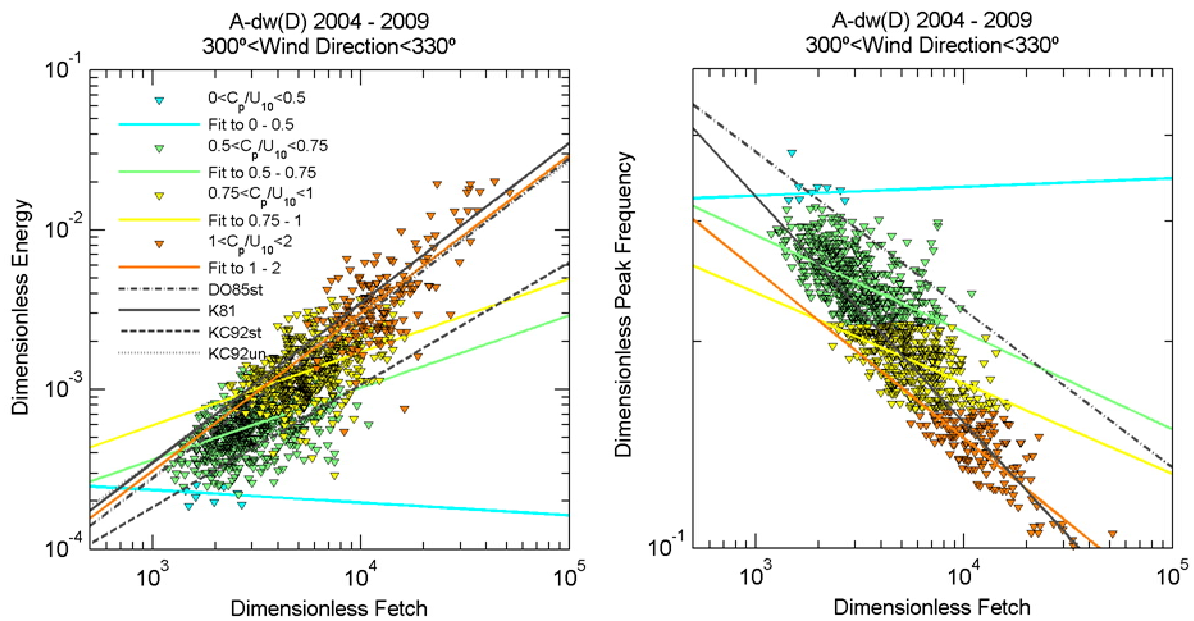 A-dw(D) 2004 - 2009
300º<Wind Direction<330º
10^-1
10^-2
10^-3
10^-4
Dimensionless Energy
0<C_p/U_10<0.5
Fit to 0 - 0.5
0.5<C_p/U_10<0.75
Fit to 0.5 - 0.75
0.75<C_p/U_10<1
Fit to 0.75 - 1
1<C_p/U_10<2
Fit to 1 - 2
DO85st
K81
KC92st
KC92un
10^3
10^4
10^5
Dimensionless Fetch
A-dw(D) 2004 - 2009
300º<Wind Direction<330º
Dimensionless Peak Frequency
10^-1
10^3
10^4
10^5
Dimensionless Fetch